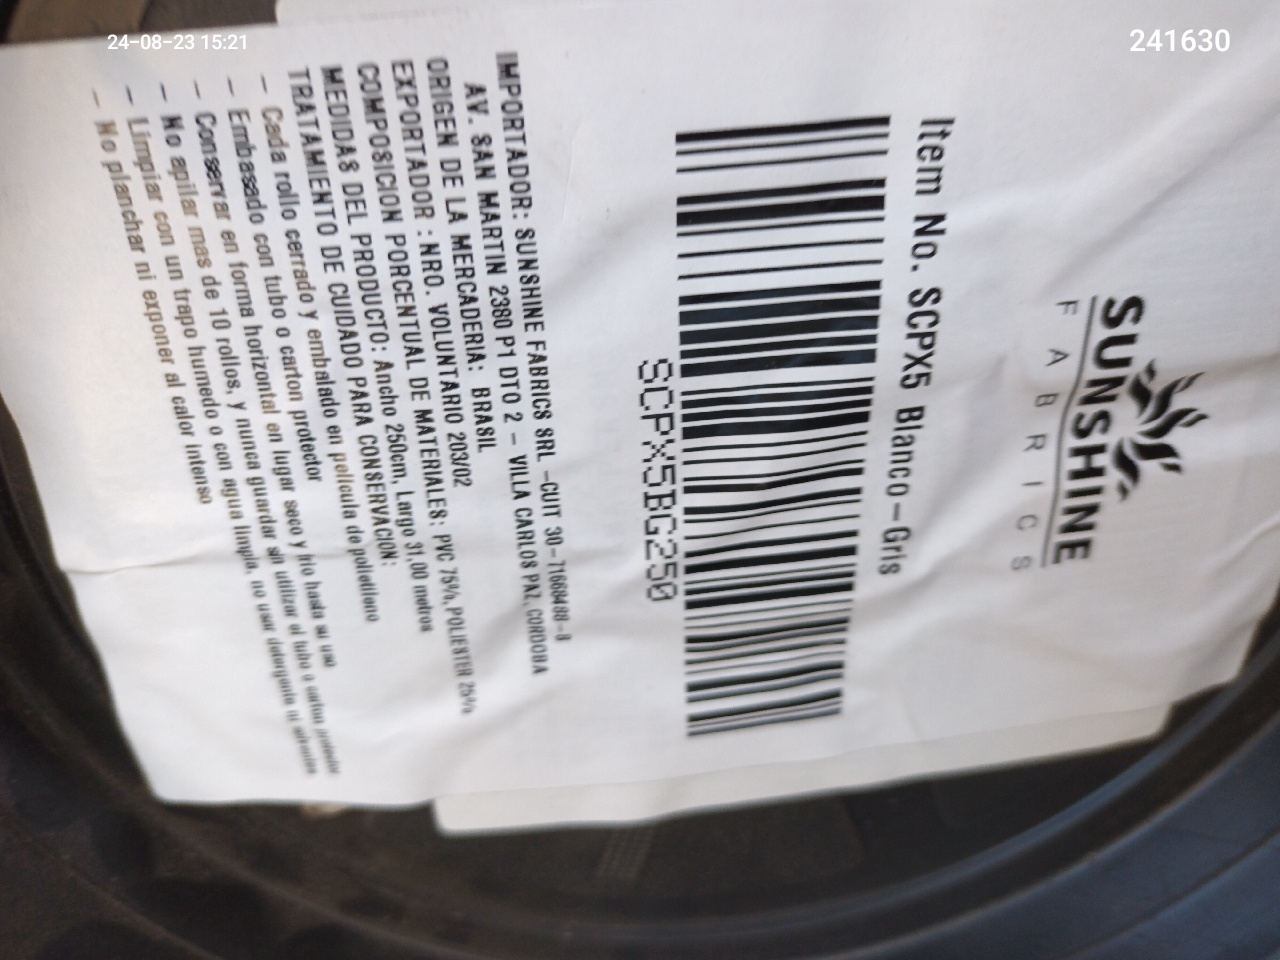 24-08-23 15:21
241630
SUNSHINE
FABRICS
Item No. SCPX5 Blanco-Gris
SCPX5BG250
IMPORTADOR: SUNSHINE FABRICS SRL -CUIT 30-71668488-8
AV. SAN MARTIN 2380 P1 DTO 2 - VILLA CARLOS PAZ, CORDOBA
ORIGEN DE LA MERCADERIA: BRASIL
EXPORTADOR : NRO. VOLUNTARIO 203/02
COMPOSICION PORCENTUAL DE MATERIALES: PVC 75%, POLIESTER 25%
MEDIDAS DEL PRODUCTO: Ancho 250cm, Largo 31,00 metros
TRATAMIENTO DE CUIDADO PARA CONSERVACION:
- Cada rollo cerrado y embalado en pelicula de polietileno
- Embasado con tubo o carton protector
- Conserrar en forma horizontal en lugar seco y frio hasta su uso
- No apilar mas de 10 rollos, y nunca guardar sin utilizar el tubo o carton protector
- Limpiar con un trapo humedo o con agua limpia, no usar detergente ni solventes
- No planchar ni exponer al calor intenso